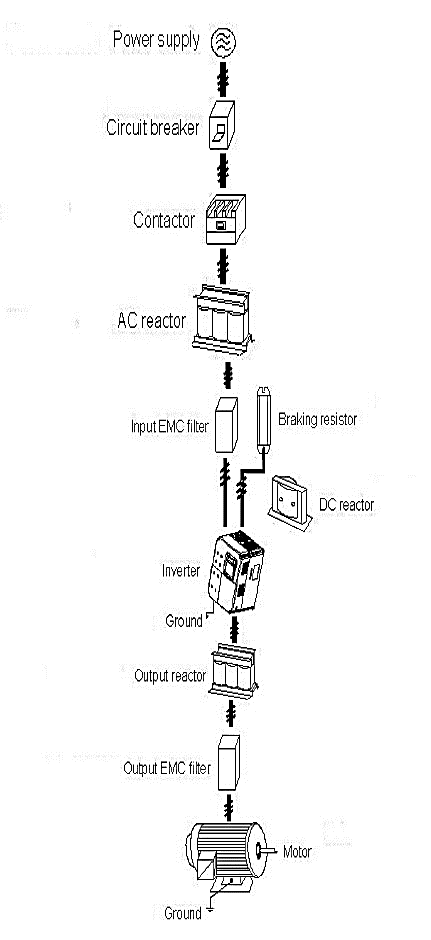 Power supply
Circuit breaker
Contactor
AC reactor
Input EMC filter
Braking resistor
DC reactor
Inverter
Ground
Output reactor
Output EMC filter
Motor
Ground